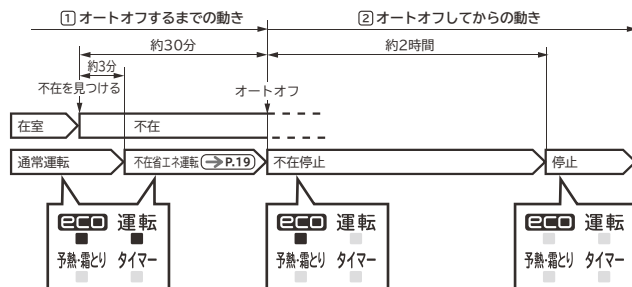 1 オートオフするまでの動き
2 オートオフしてからの動き
約30分
約2時間
約3分
不在を見つける
オートオフ
在室
不在
通常運転
不在省エネ運転
→P.19
不在停止
停止
eco 運転
予熱・霜とり タイマー
eco 運転
予熱・霜とり タイマー
eco 運転
予熱・霜とり タイマー